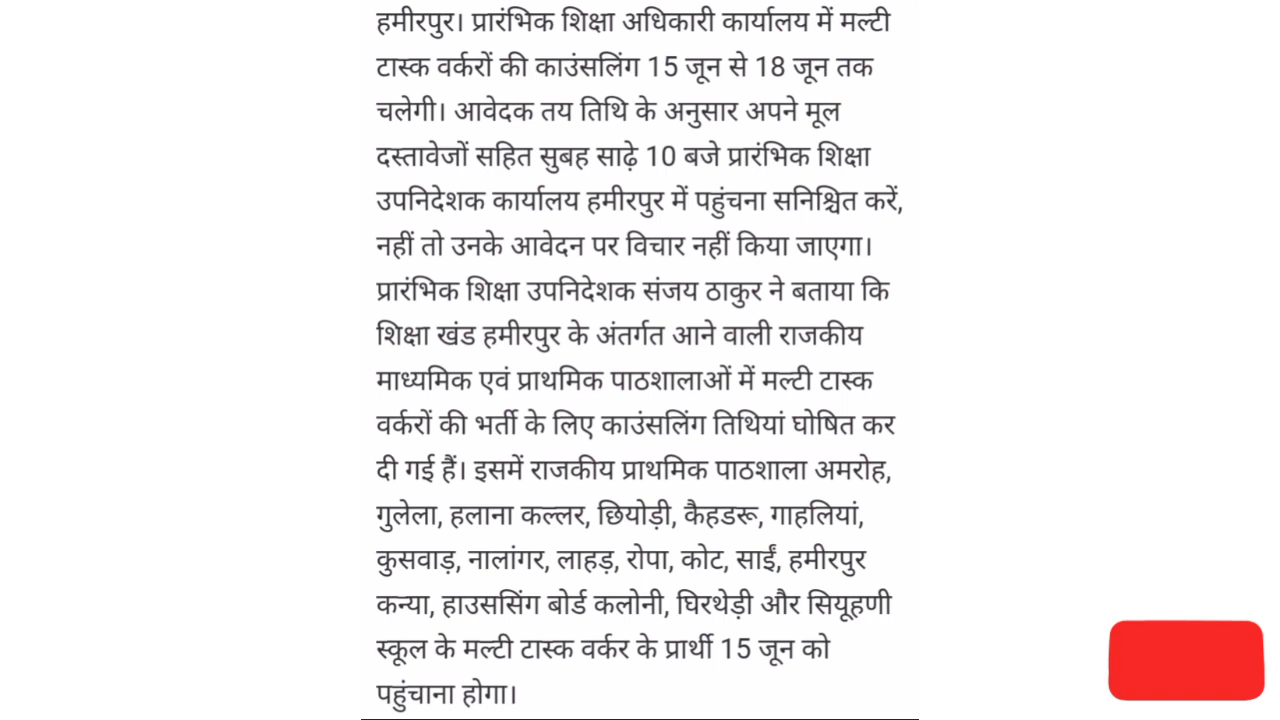 हमीरपुर। प्रारंभिक शिक्षा अधिकारी कार्यालय में मल्टी
टास्क वर्करों की काउंसलिंग 15 जून से 18 जून तक
चलेगी। आवेदक तय तिथि के अनुसार अपने मूल
दस्तावेजों सहित सुबह साढ़े 10 बजे प्रारंभिक शिक्षा
उपनिदेशक कार्यालय हमीरपुर में पहुंचना सनिश्चित करें,
नहीं तो उनके आवेदन पर विचार नहीं किया जाएगा।
प्रारंभिक शिक्षा उपनिदेशक संजय ठाकुर ने बताया कि
शिक्षा खंड हमीरपुर के अंतर्गत आने वाली राजकीय
माध्यमिक एवं प्राथमिक पाठशालाओं में मल्टी टास्क
वर्करों की भर्ती के लिए काउंसलिंग तिथियां घोषित कर
दी गई हैं। इसमें राजकीय प्राथमिक पाठशाला अमरोह,
गुलेला, हलाना कल्लर, छियोड़ी, कैहडरू, गाहलियां,
कुसवाड़, नालांगर, लाहड़, रोपा, कोट, साईं, हमीरपुर
कन्या, हाउससिंग बोर्ड कलोनी, घिरथेड़ी और सियूहणी
स्कूल के मल्टी टास्क वर्कर के प्रार्थी 15 जून को
पहुंचाना होगा।